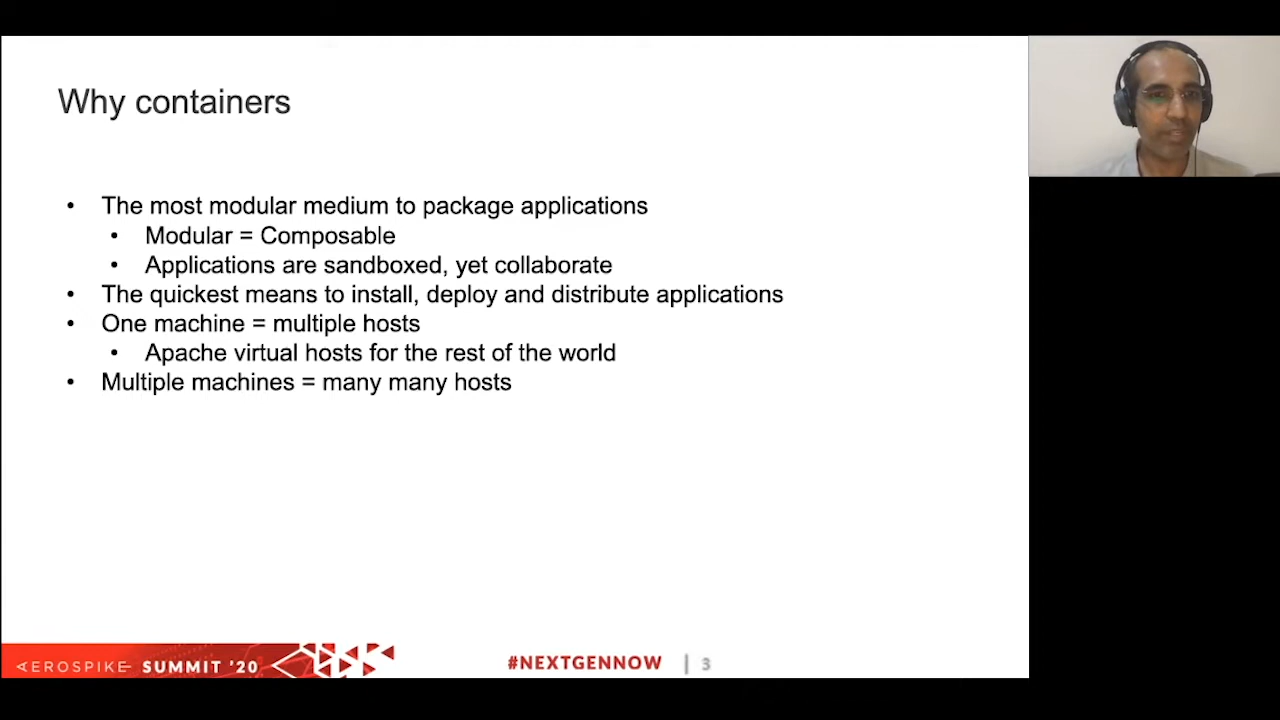 Why containers
• The most modular medium to package applications
• Modular = Composable
• Applications are sandboxed, yet collaborate
• The quickest means to install, deploy and distribute applications
• One machine = multiple hosts
• Apache virtual hosts for the rest of the world
• Multiple machines = many many hosts
AEROSPIKE SUMMIT '20
#NEXTGENNOW | 3